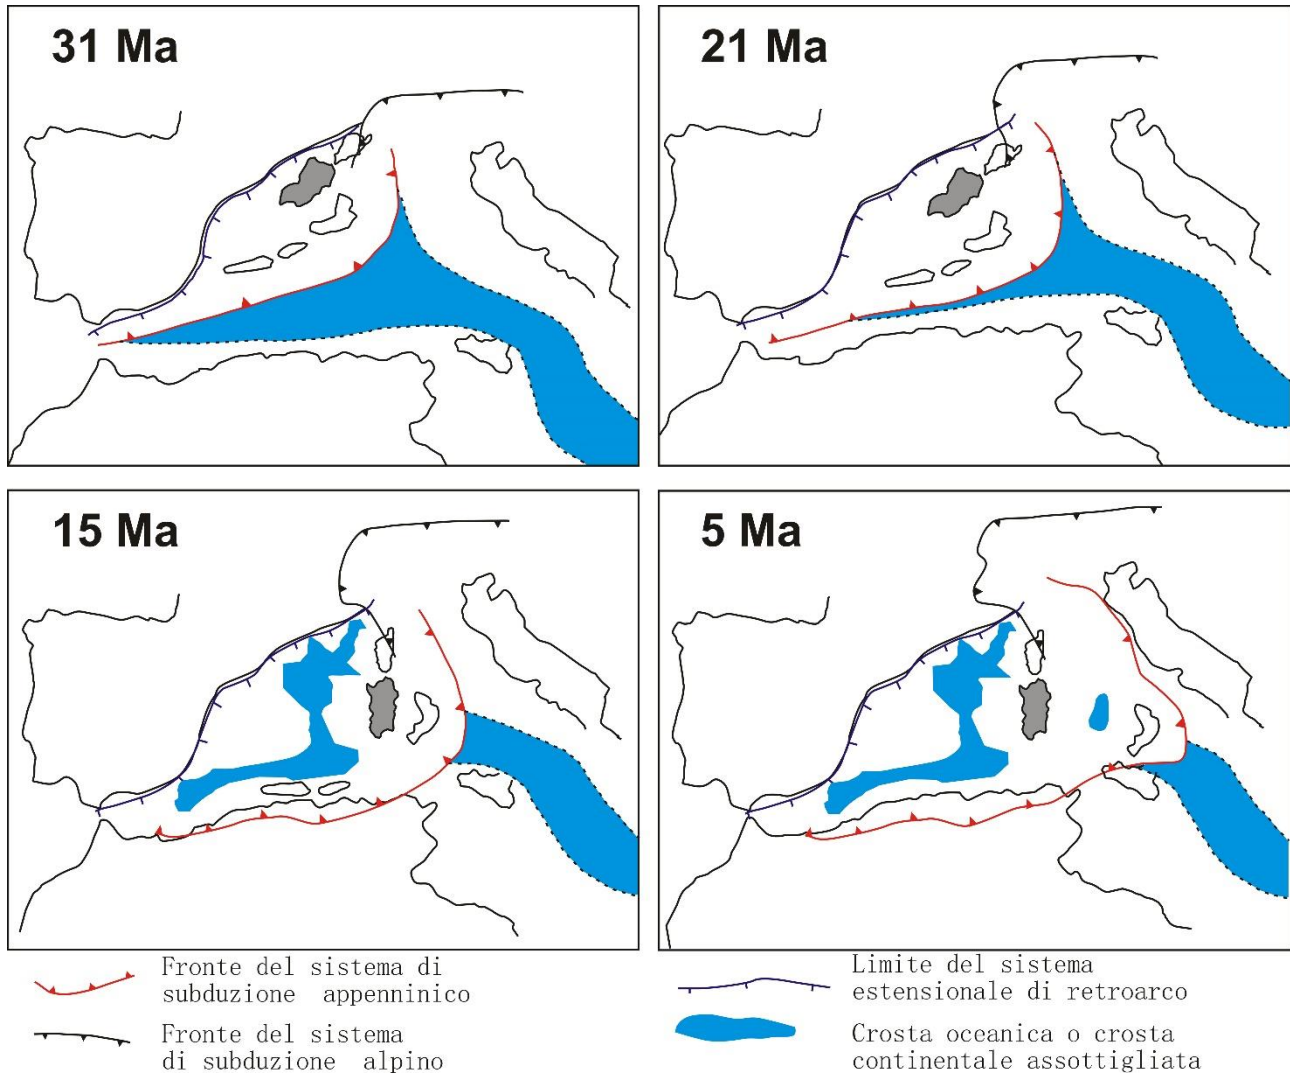 31 Ma
21 Ma
15 Ma
5 Ma
Fronte del sistema di
subduzione appenninico
Fronte del sistema
di subduzione alpino
Limite del sistema
estensionale di retroarco
Crosta oceanica o crosta
continentale assottigliata